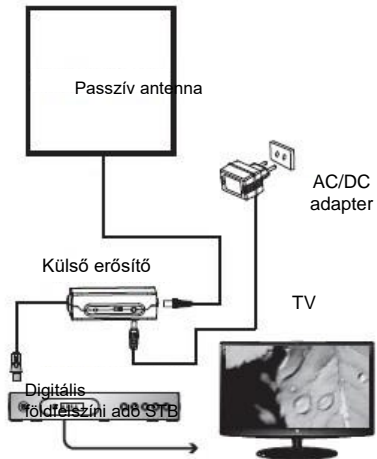 Passzív antenna
AC/DC
adapter
Külső erősítő
TV
Digitális
földfelszíni adó STB